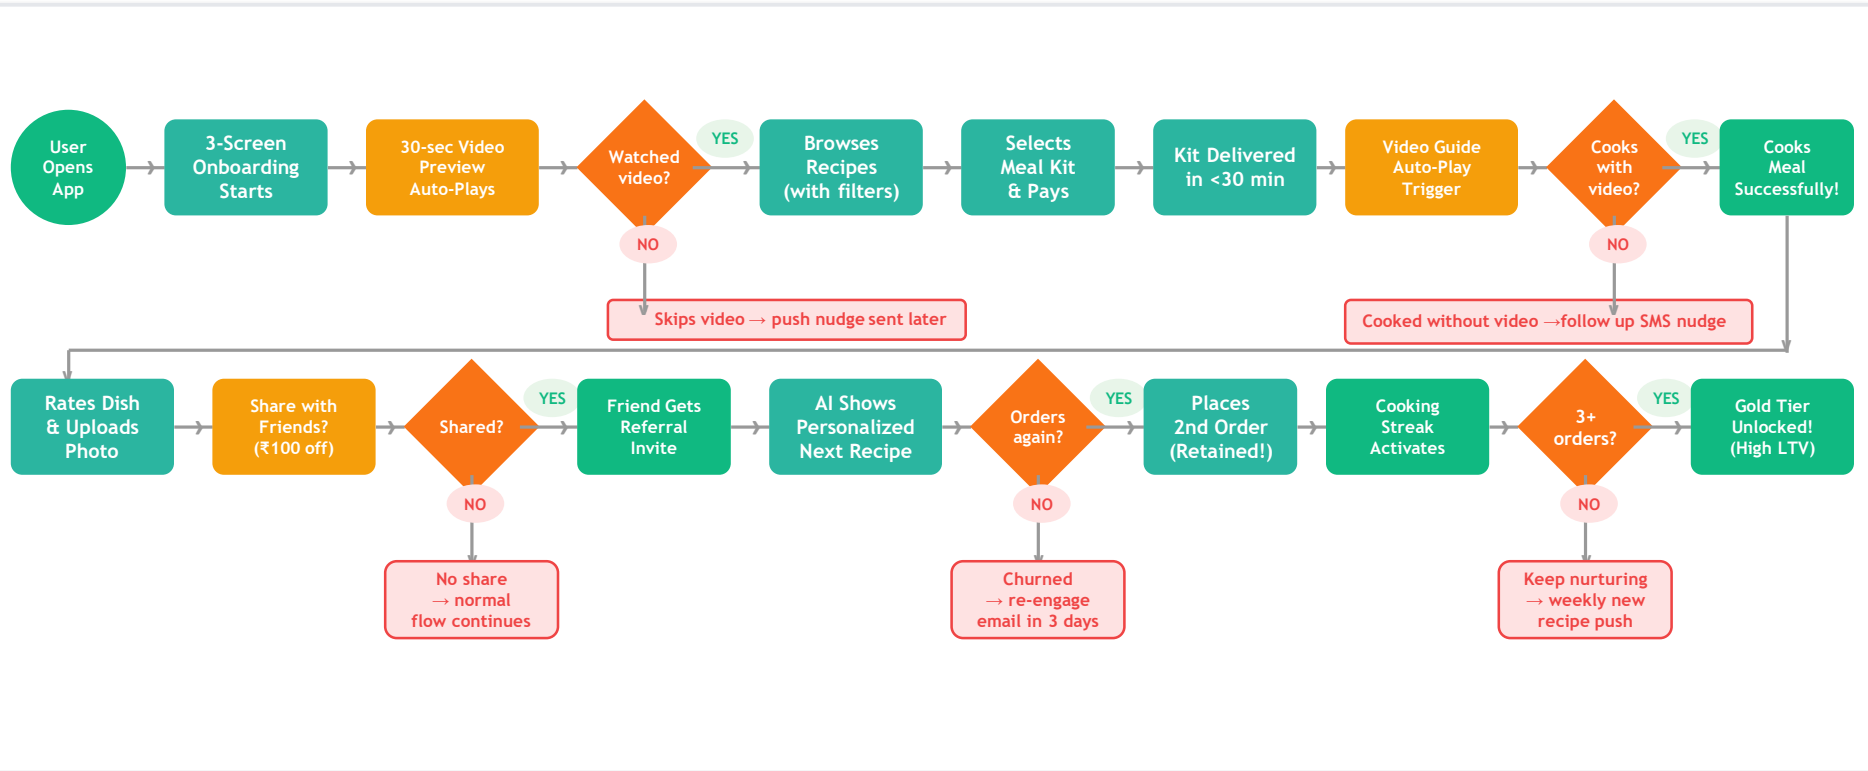 User
Opens
App
3-Screen
Onboarding
Starts
30-sec Video
Preview
Auto-Plays
Watched
video?
YES
Browses
Recipes
(with filters)
Selects
Meal Kit
& Pays
Kit Delivered
in <30 min
Video Guide
Auto-Play
Trigger
Cooks
with
video?
YES
Cooks
Meal
Successfully!
NO
NO
Skips video → push nudge sent later
Cooked without video →follow up SMS nudge
Rates Dish
& Uploads
Photo
Share with
Friends?
(₹100 off)
Shared?
YES
Friend Gets
Referral
Invite
AI Shows
Personalized
Next Recipe
Orders
again?
YES
Places
2nd Order
(Retained!)
Cooking
Streak
Activates
3+
orders?
YES
Gold Tier
Unlocked!
(High LTV)
NO
NO
NO
No share
→ normal
flow continues
Churned
→ re-engage
email in 3 days
Keep nurturing
→ weekly new
recipe push